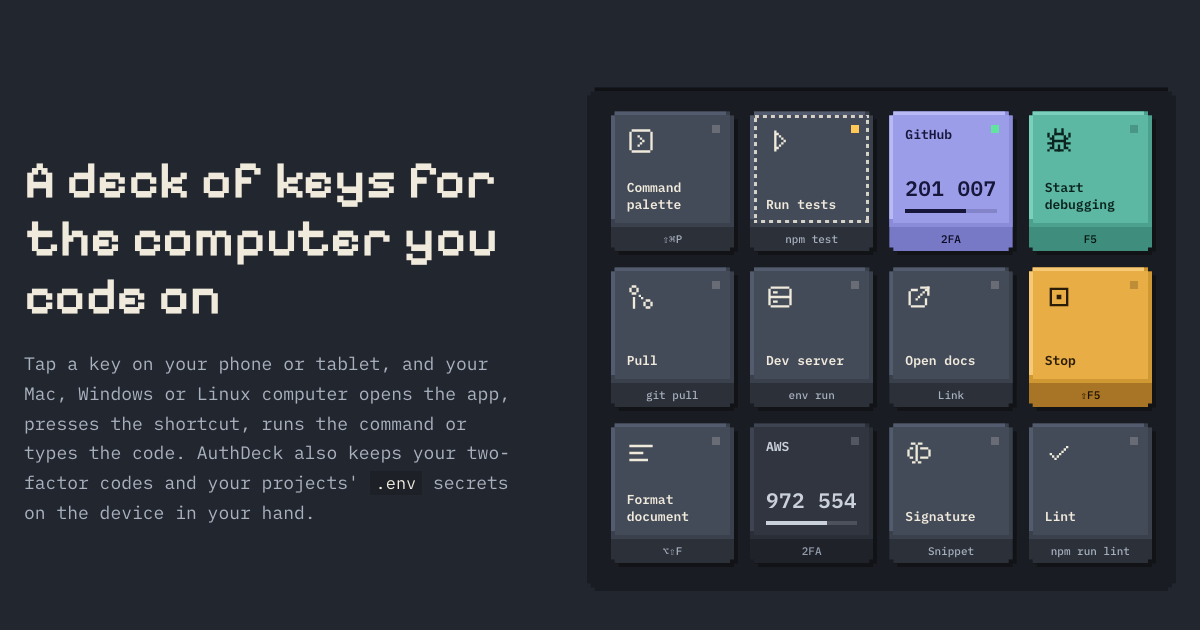 A deck of keys for
the computer you
code on
Tap a key on your phone or tablet, and your
Mac, Windows or Linux computer opens the app,
presses the shortcut, runs the command or
types the code. AuthDeck also keeps your two-
factor codes and your projects' .env secrets
on the device in your hand.
Command
palette
⇧⌘P
Run tests
npm test
GitHub
201 007
2FA
Start
debugging
F5
Pull
git pull
Dev server
env run
Open docs
Link
Stop
⇧F5
Format
document
⌥⇧F
AWS
972 554
2FA
Signature
Snippet
Lint
npm run lint